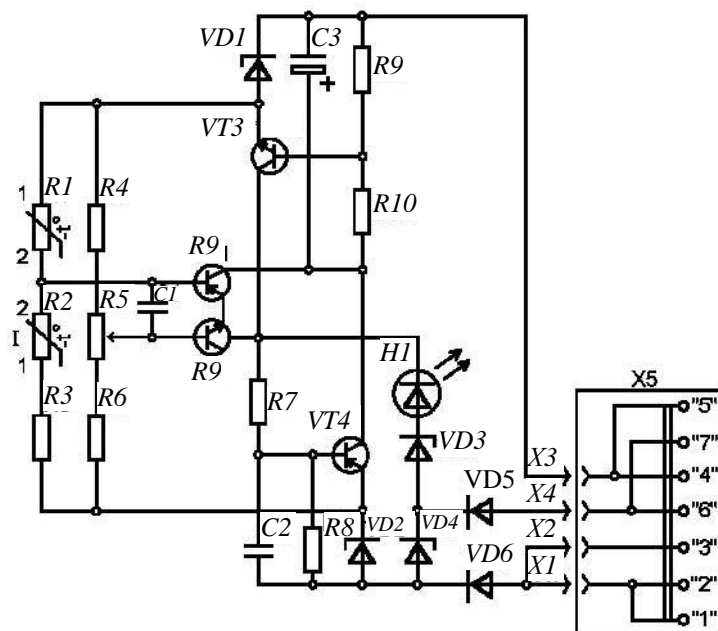 VD1 C3 R9
+
VT3
1 R1 R4 R10
-t°
2
R9
2 R2 R5 C1
I -t°
1
R9 H1
R3 R6 R7 X5
VT4 "5"
VD3 "7"
X3 "4"
VD5 X4 "6"
C2 R8 VD2 VD4 X2 "3"
VD6 X1 "2"
"1"